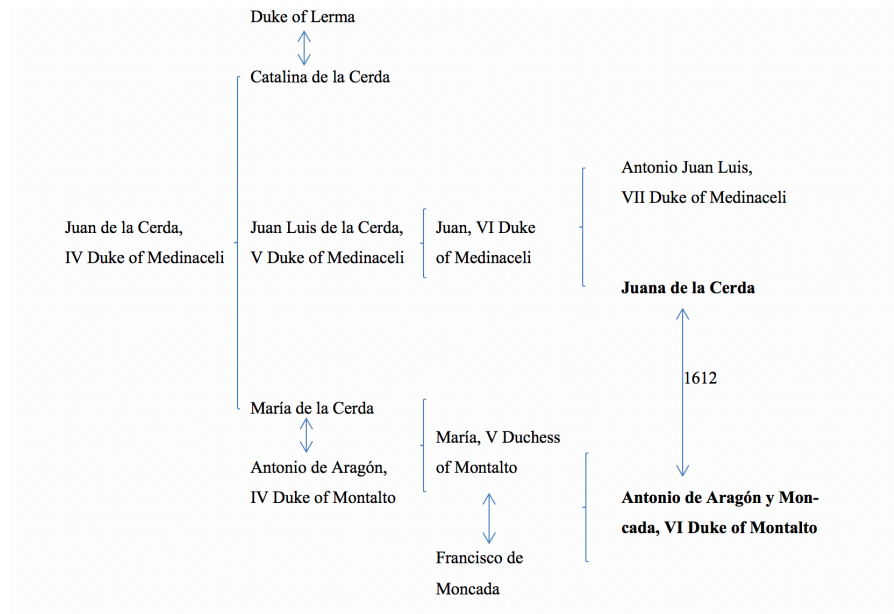 Duke of Lerma
Catalina de la Cerda
Juan de la Cerda,
IV Duke of Medinaceli
Juan Luis de la Cerda,
V Duke of Medinaceli
Juan, VI Duke
of Medinaceli
Antonio Juan Luis,
VII Duke of Medinaceli
Juana de la Cerda
1612
María de la Cerda
Antonio de Aragón,
IV Duke of Montalto
María, V Duchess
of Montalto
Francisco de
Moncada
Antonio de Aragón y Mon-
cada, VI Duke of Montalto